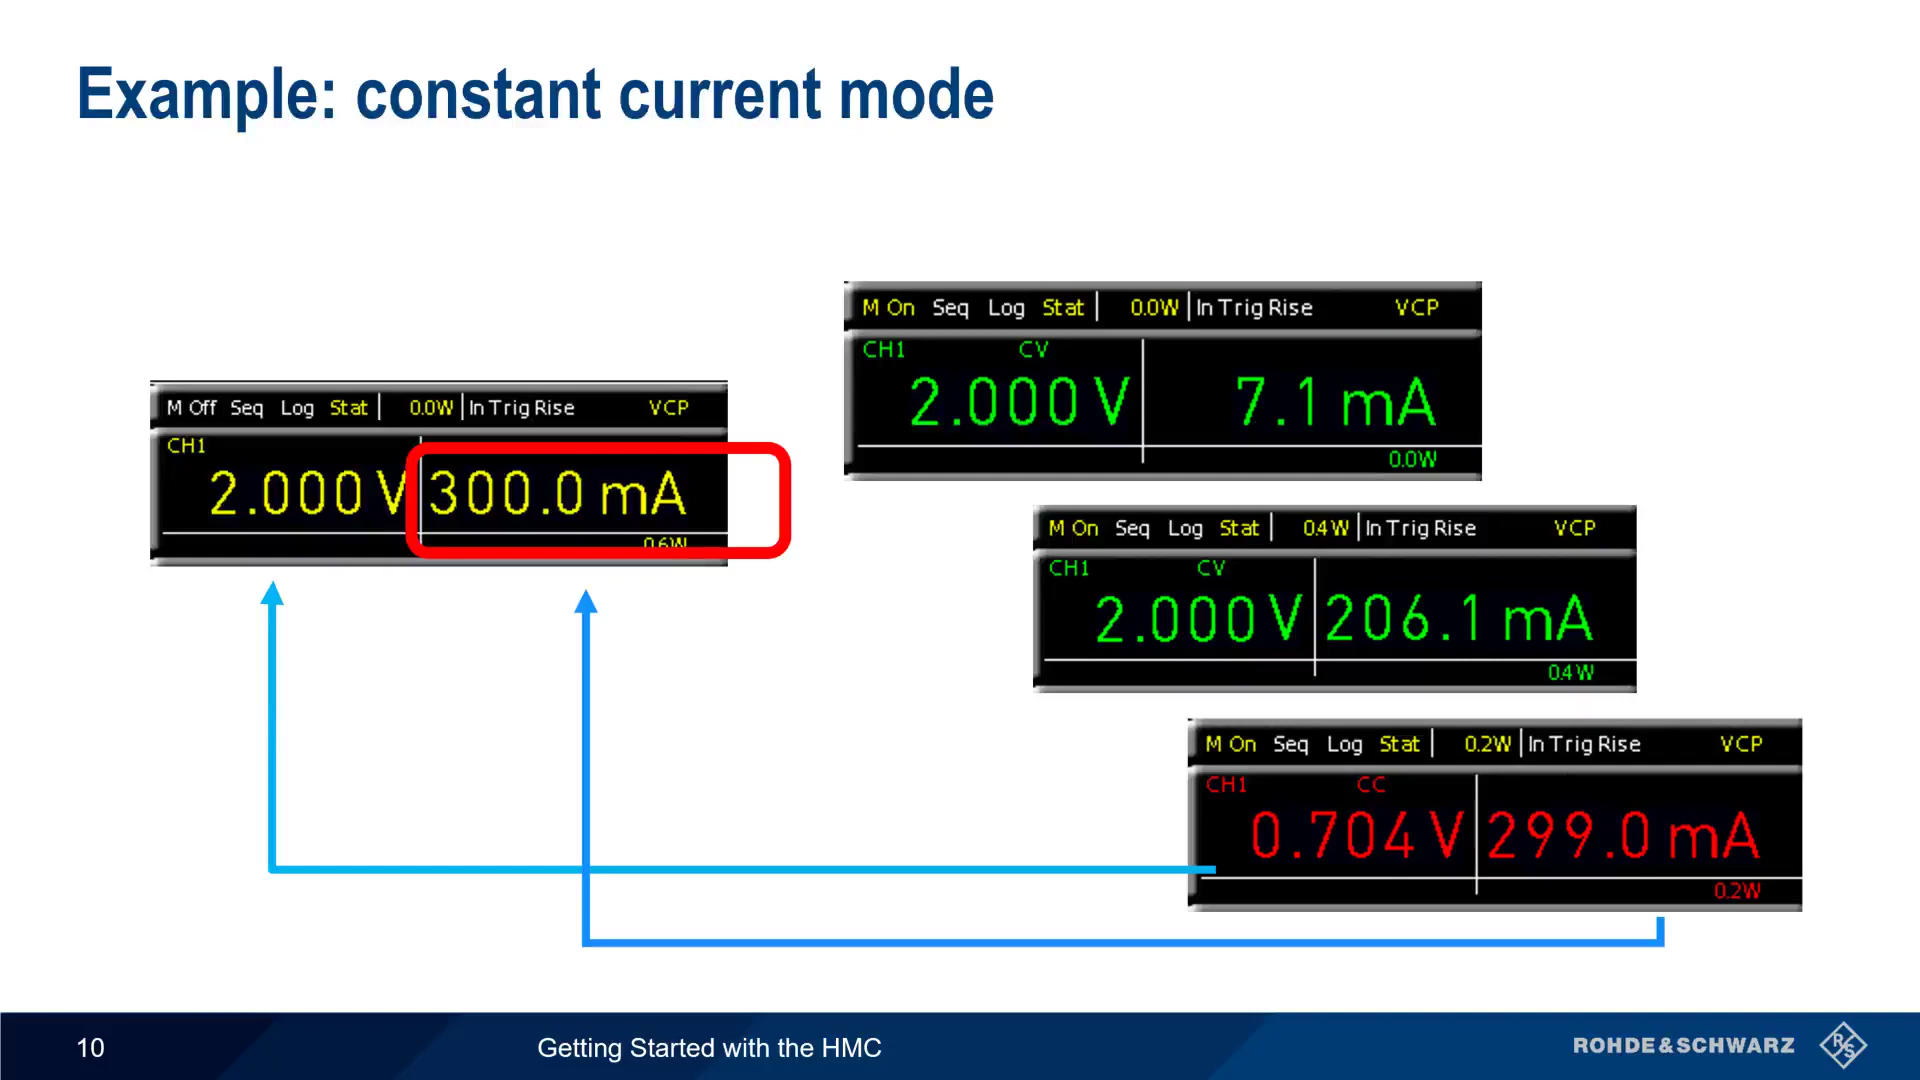 Example: constant current mode
M Off Seq Log Stat 0.0W In Trig Rise VCP
CH1
2.000 V 300.0 mA
0.6W
M On Seq Log Stat 0.0W In Trig Rise VCP
CH1 CV
2.000 V 7.1 mA
0.0W
M On Seq Log Stat 0.4W In Trig Rise VCP
CH1 CV
2.000 V 206.1 mA
0.4W
M On Seq Log Stat 0.2W In Trig Rise VCP
CH1 CC
0.704 V 299.0 mA
0.2W
10 Getting Started with the HMC ROHDE&SCHWARZ R&S